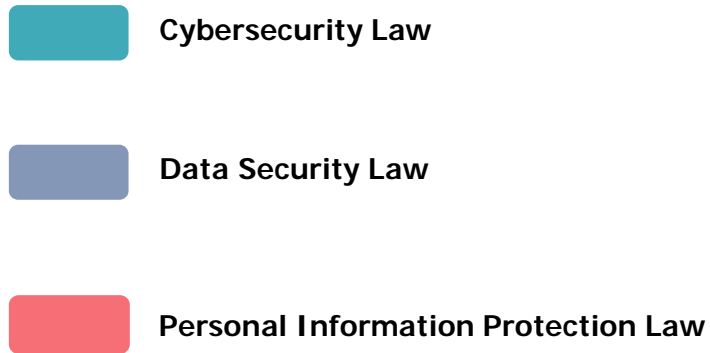 Cybersecurity Law
Data Security Law
Personal Information Protection Law